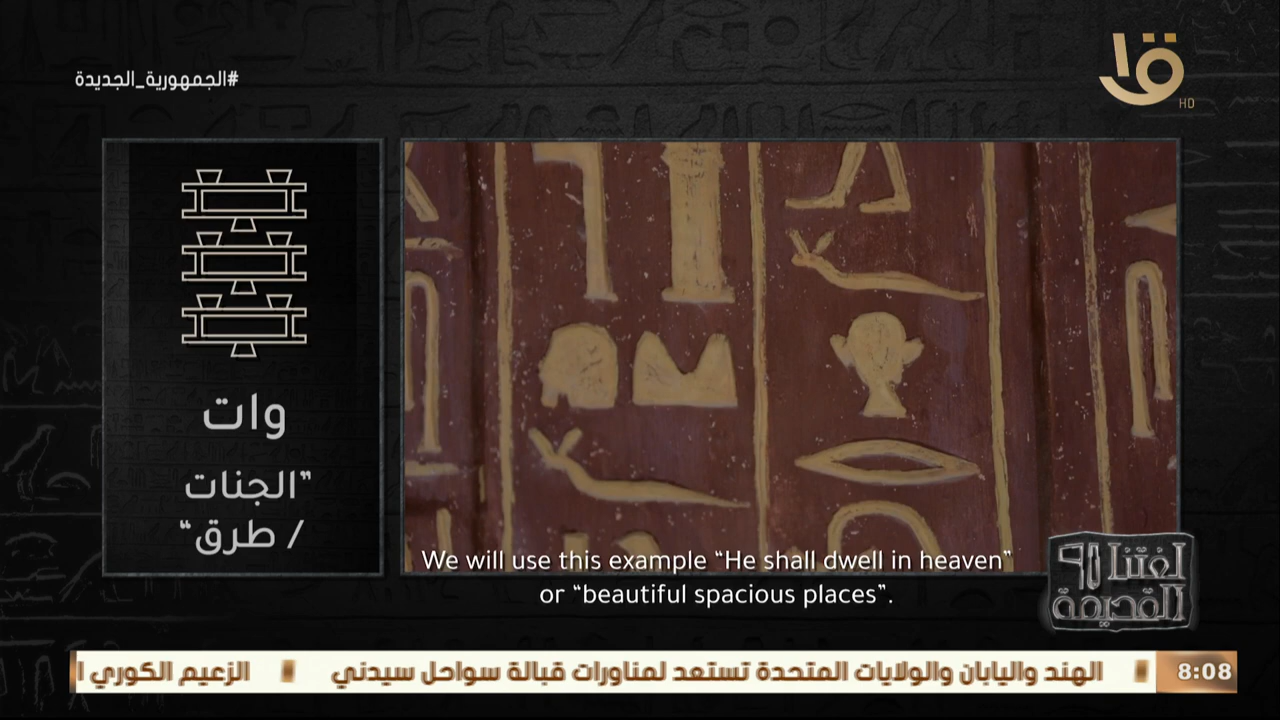 #الجمهورية_الجديدة
HD
وات
"الجنات
/ طرق"
We will use this example “He shall dwell in heaven”
or “beautiful spacious places”.
لغتنا
القديمة
8:08
الهند واليابان والولايات المتحدة تستعد لمناورات قبالة سواحل سيدني
الزعيم الكوري ا